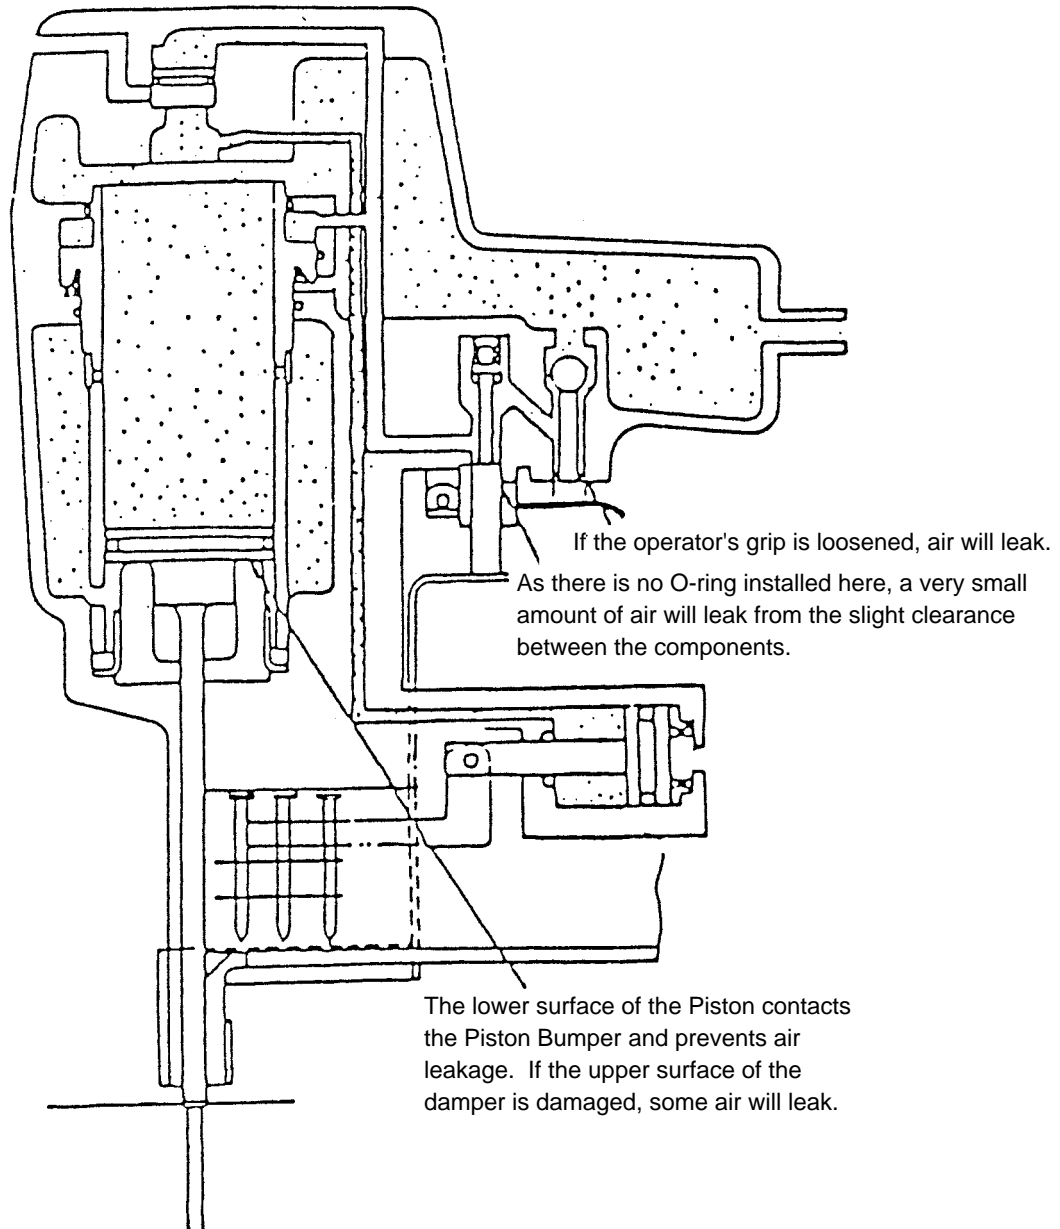 If the operator's grip is loosened, air will leak.
As there is no O-ring installed here, a very small
amount of air will leak from the slight clearance
between the components.
The lower surface of the Piston contacts
the Piston Bumper and prevents air
leakage.  If the upper surface of the
damper is damaged, some air will leak.